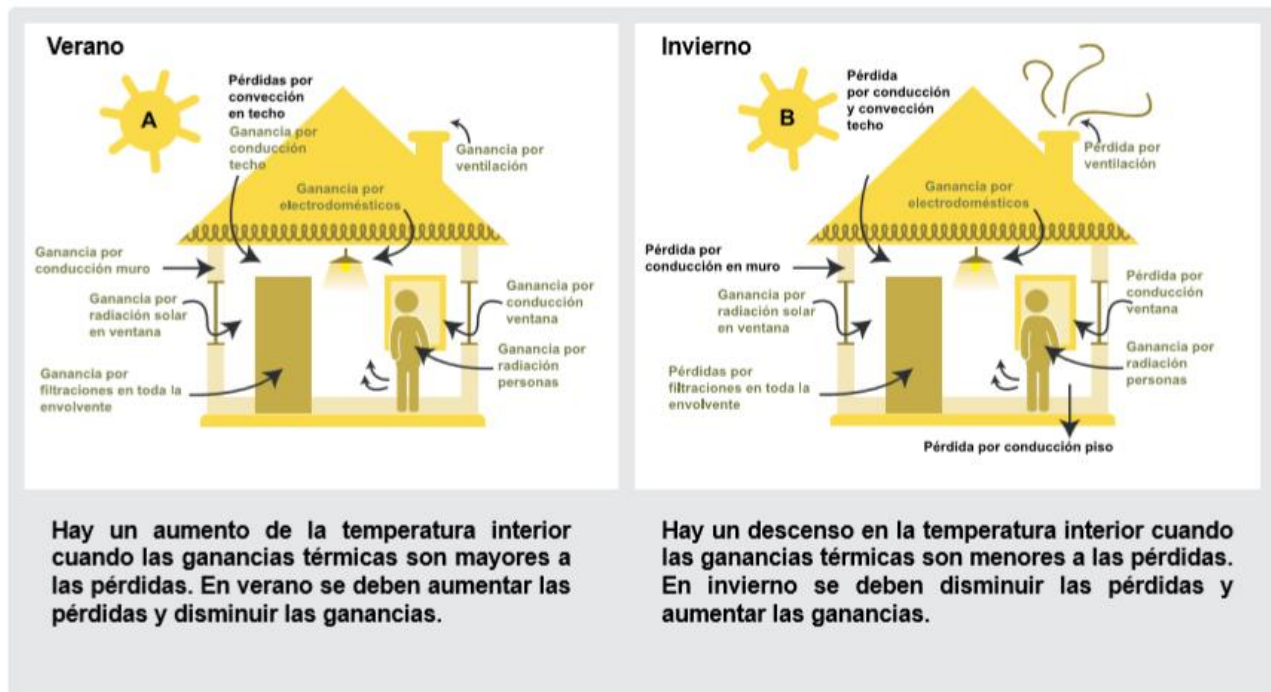 Verano
A
Pérdidas por
convección
en techo
Ganancia por
conducción
techo
Ganancia por
ventilación
Ganancia por
electrodomésticos
Ganancia por
conducción muro
Ganancia por
radiación solar
en ventana
Ganancia por
conducción
ventana
Ganancia por
radiación
personas
Ganancia por
filtraciones en toda la
envolvente
Hay un aumento de la temperatura interior
cuando las ganancias térmicas son mayores a
las pérdidas. En verano se deben aumentar las
pérdidas y disminuir las ganancias.
Invierno
B
Pérdida
por conducción
y convección
techo
Pérdida por
ventilación
Ganancia por
electrodomésticos
Pérdida por
conducción en muro
Ganancia por
radiación solar
en ventana
Pérdida por
conducción
ventana
Ganancia por
radiación
personas
Pérdidas por
filtraciones en toda la
envolvente
Pérdida por conducción piso
Hay un descenso en la temperatura interior cuando
las ganancias térmicas son menores a las pérdidas.
En invierno se deben disminuir las pérdidas y
aumentar las ganancias.